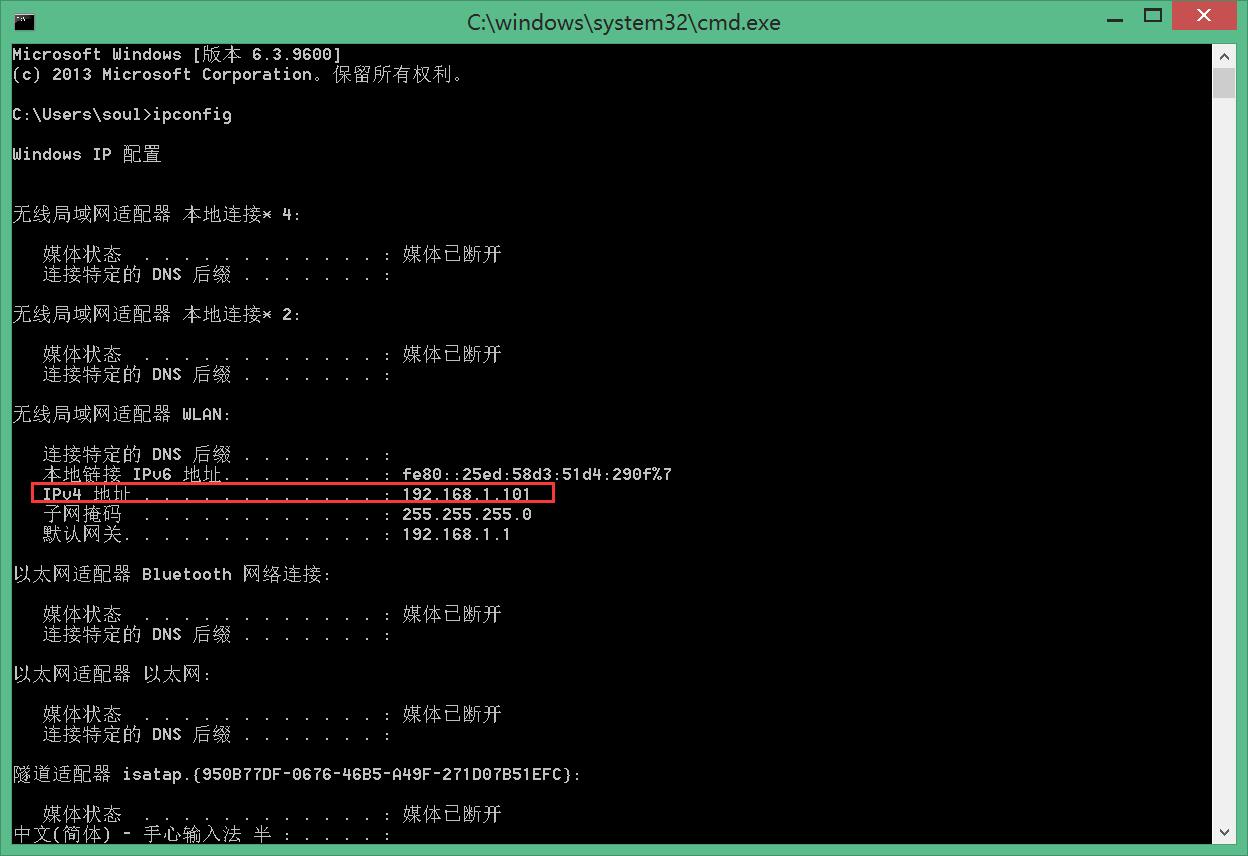 C:\windows\system32\cmd.exe
Microsoft Windows [版本 6.3.9600]
(c) 2013 Microsoft Corporation。保留所有权利。
C:\Users\soul>ipconfig
Windows IP 配置
无线局域网适配器 本地连接* 4:
媒体状态 . . . . . . . . . . . . : 媒体已断开
连接特定的 DNS 后缀 . . . . . . . :
无线局域网适配器 本地连接* 2:
媒体状态 . . . . . . . . . . . . : 媒体已断开
连接特定的 DNS 后缀 . . . . . . . :
无线局域网适配器 WLAN:
连接特定的 DNS 后缀 . . . . . . . :
本地链接 IPv6 地址. . . . . . . . : fe80::25ed:58d3:51d4:290f%7
IPv4 地址 . . . . . . . . . . . . : 192.168.1.101
子网掩码 . . . . . . . . . . . . : 255.255.255.0
默认网关. . . . . . . . . . . . . : 192.168.1.1
以太网适配器 Bluetooth 网络连接:
媒体状态 . . . . . . . . . . . . : 媒体已断开
连接特定的 DNS 后缀 . . . . . . . :
以太网适配器 以太网:
媒体状态 . . . . . . . . . . . . : 媒体已断开
连接特定的 DNS 后缀 . . . . . . . :
隧道适配器 isatap.{950B77DF-0676-46B5-A49F-271D07B51EFC}:
媒体状态 . . . . . . . . . . . . : 媒体已断开
中文(简体) - 手心输入法 半 : . . . . . :